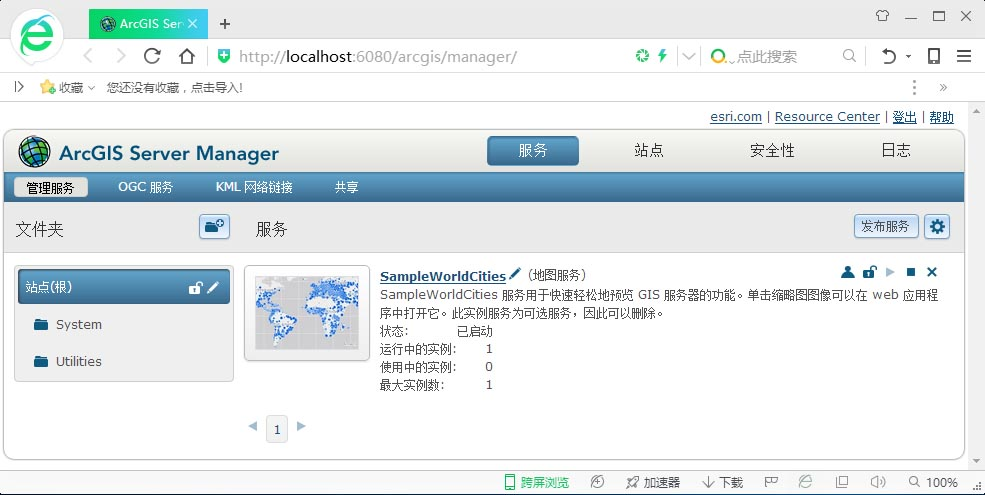 ArcGIS Server
http://localhost:6080/arcgis/manager/
点此搜索
收藏
您还没有收藏，点击导入!
esri.com | Resource Center | 登出 | 帮助
ArcGIS Server Manager
服务
站点
安全性
日志
管理服务
OGC 服务
KML 网络链接
共享
文件夹
服务
发布服务
站点(根)
System
Utilities
SampleWorldCities (地图服务)
SampleWorldCities 服务用于快速轻松地预览 GIS 服务器的功能。单击缩略图图像可以在 web 应用程
序中打开它。此实例服务为可选服务，因此可以删除。
状态： 已启动
运行中的实例： 1
使用中的实例： 0
最大实例数： 1
1
跨屏浏览
加速器
下载
100%